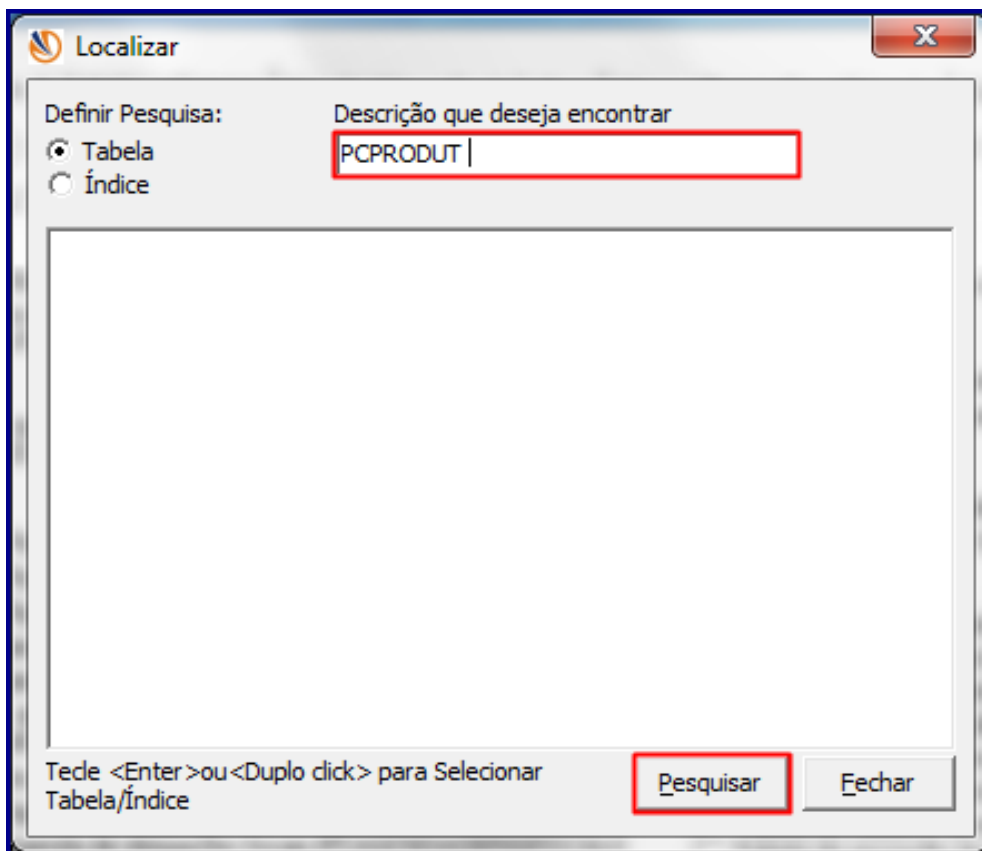 Localizar
Definir Pesquisa:
Descrição que deseja encontrar
Tabela
PCPRODUT
Índice
Tecle <Enter>ou<Duplo click> para Selecionar
Tabela/Índice
Pesquisar
Fechar